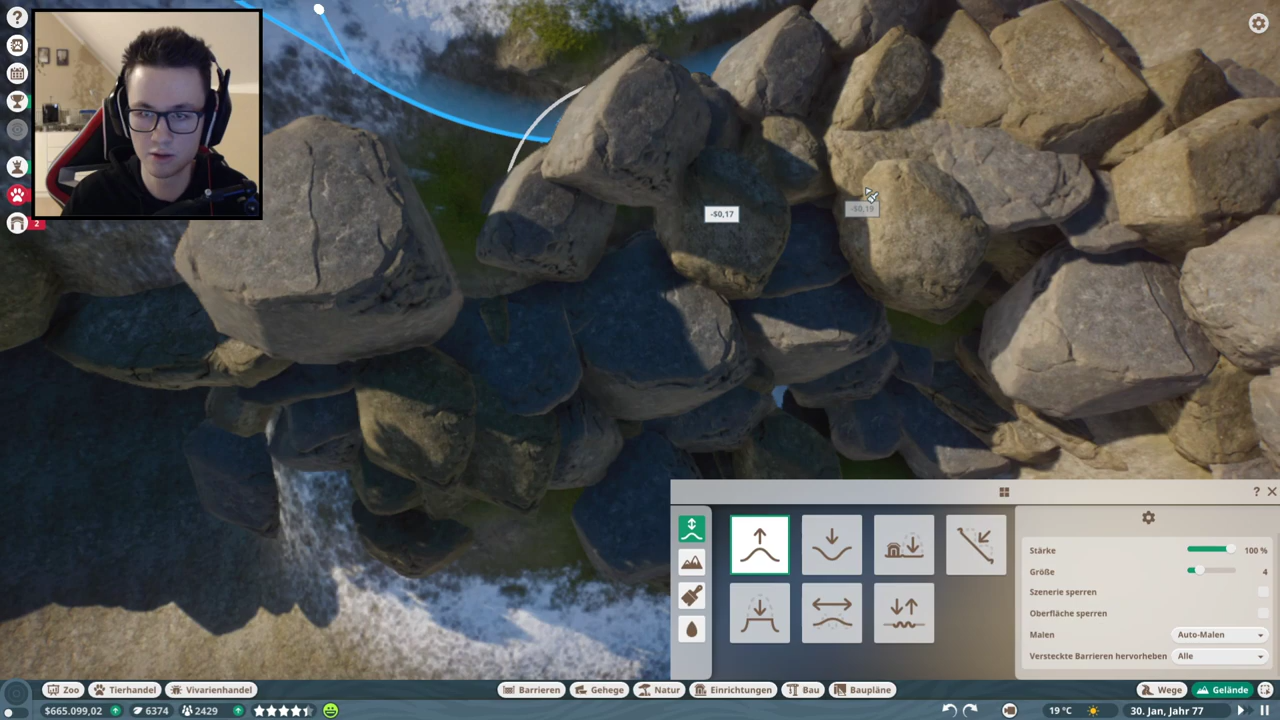 2
-$0,17
-$0,19
?
Stärke 100 %
Größe 4
Szenerie sperren
Oberfläche sperren
Malen Auto-Malen
Versteckte Barrieren hervorheben Alle
Zoo Tierhandel Vivarienhandel Barrieren Gehege Natur Einrichtungen Bau Baupläne Wege Gelände
$665.099,02 6374 2429 19 °C 30. Jan, Jahr 77